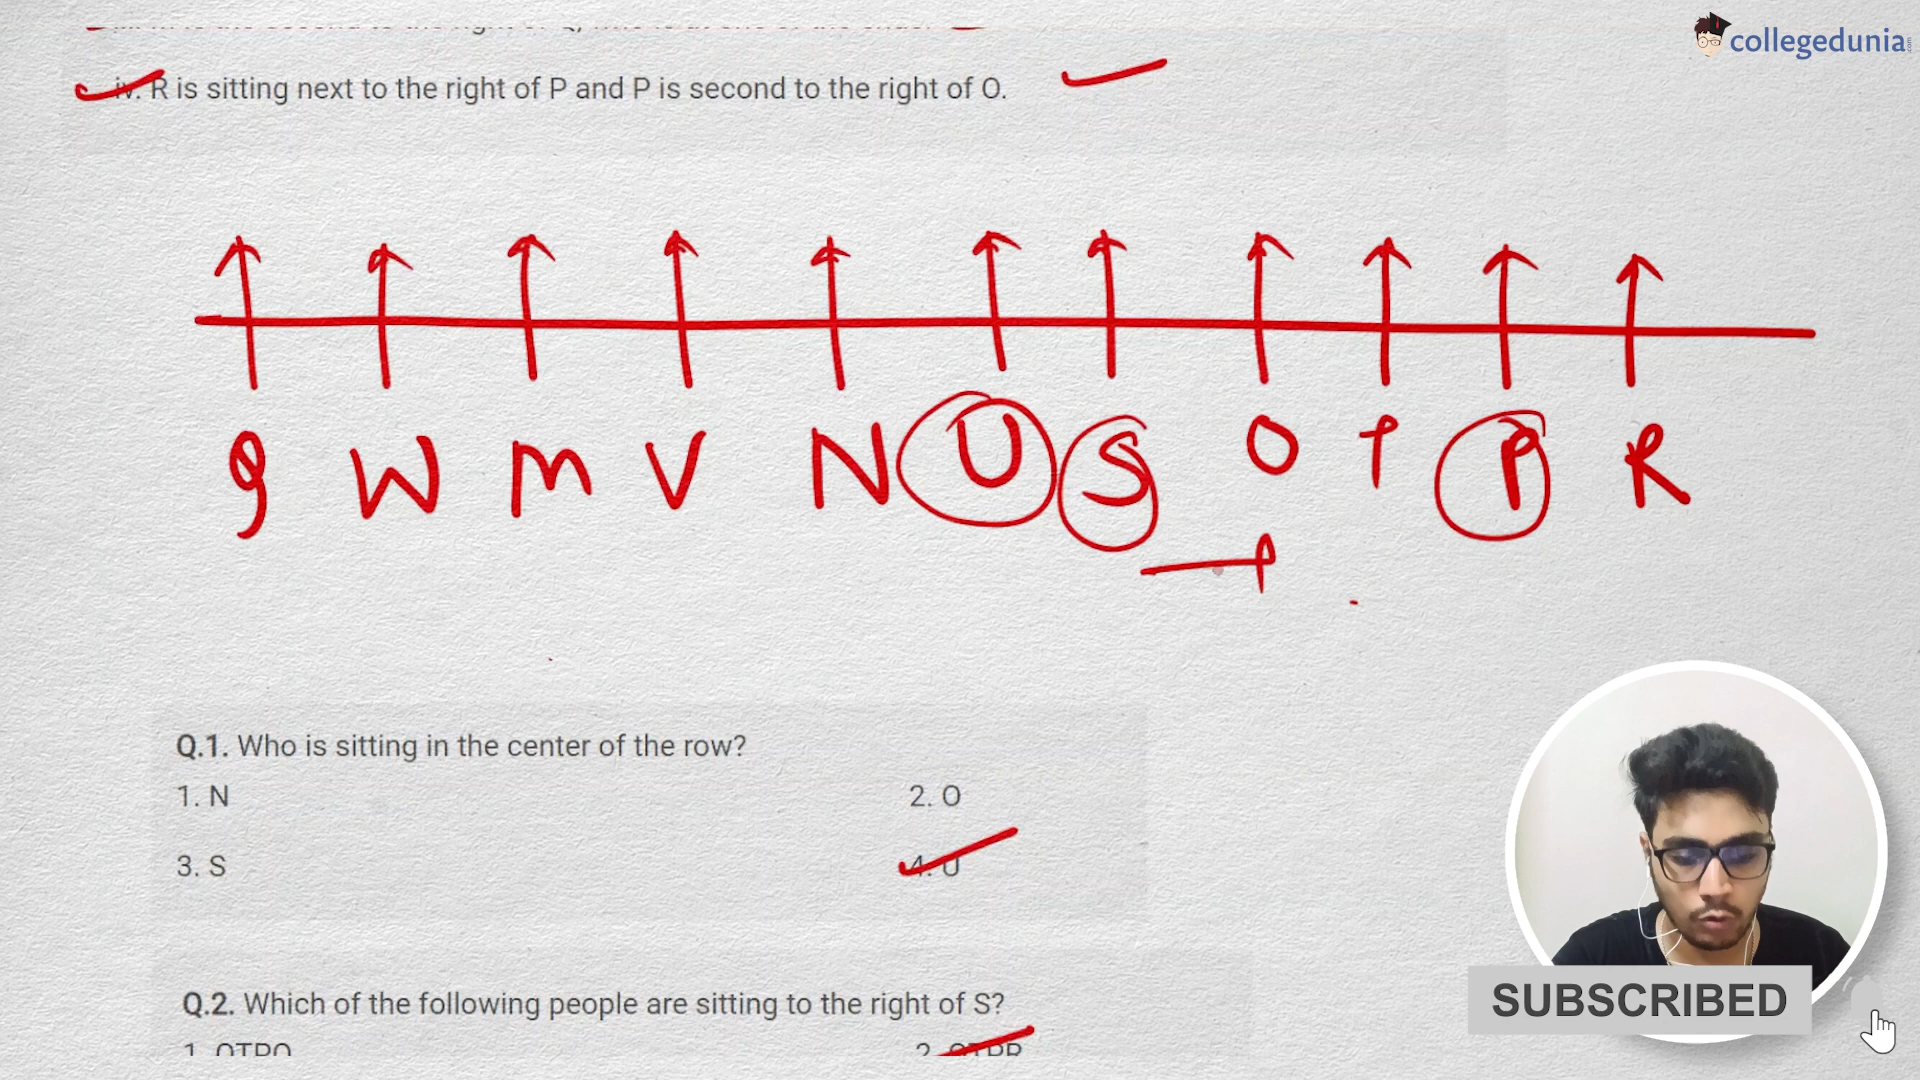 collegedunia
iv. R is sitting next to the right of P and P is second to the right of O.
Q W M V N U S O T P R
Q.1. Who is sitting in the center of the row?
1. N 2. O
3. S 4. U
Q.2. Which of the following people are sitting to the right of S?
SUBSCRIBED